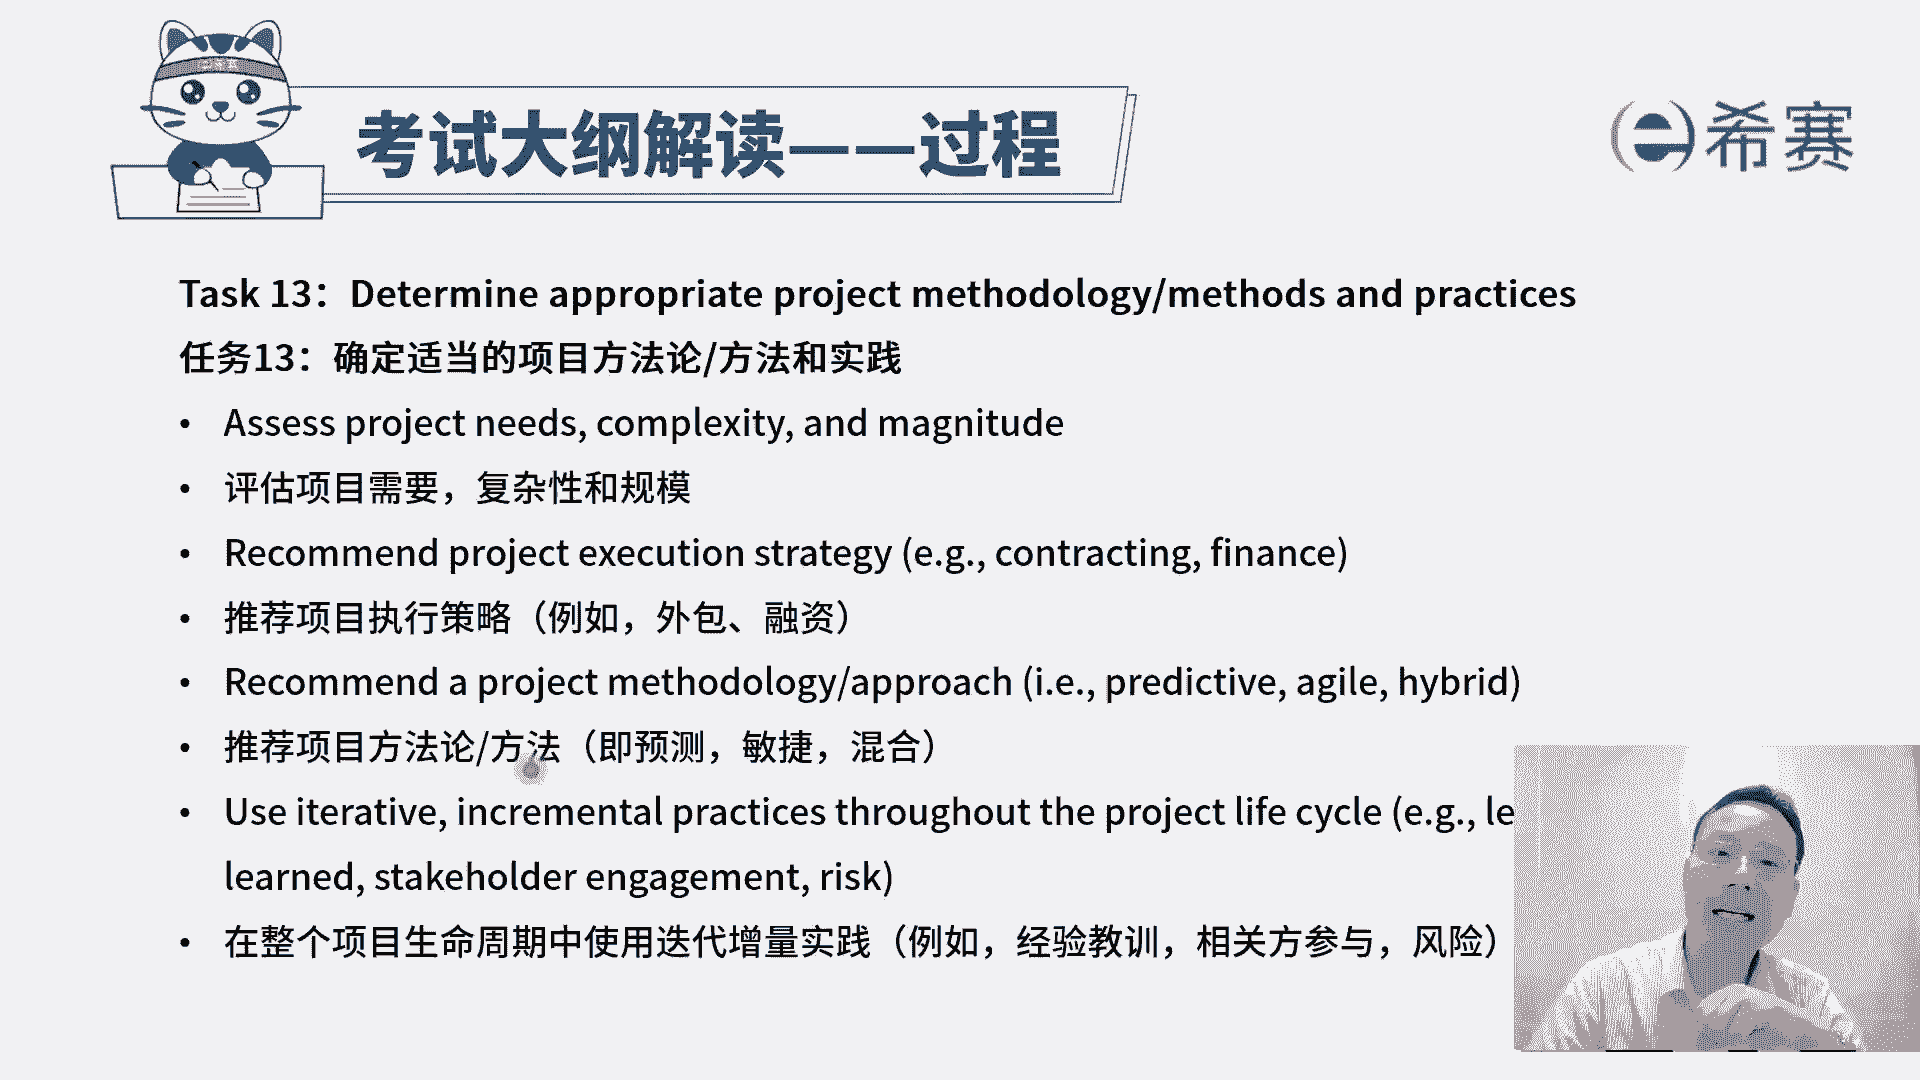 考试大纲解读——过程
希赛
Task 13：Determine appropriate project methodology/methods and practices
任务13：确定适当的项目方法论/方法和实践
• Assess project needs, complexity, and magnitude
• 评估项目需要，复杂性和规模
• Recommend project execution strategy (e.g., contracting, finance)
• 推荐项目执行策略（例如，外包、融资）
• Recommend a project methodology/approach (i.e., predictive, agile, hybrid)
• 推荐项目方法论/方法（即预测，敏捷，混合）
• Use iterative, incremental practices throughout the project life cycle (e.g., le
learned, stakeholder engagement, risk)
• 在整个项目生命周期中使用迭代增量实践（例如，经验教训，相关方参与，风险）